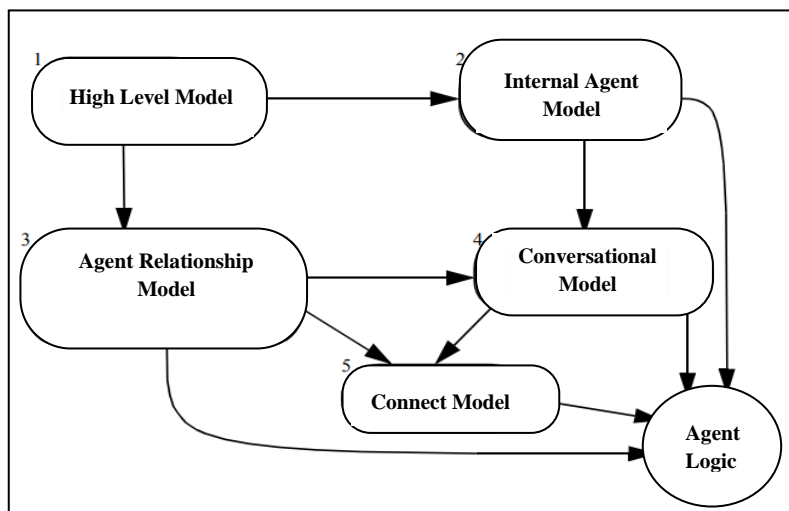 1
High Level Model
2
Internal Agent
Model
3
Agent Relationship
Model
4
Conversational
Model
5
Connect Model
Agent
Logic